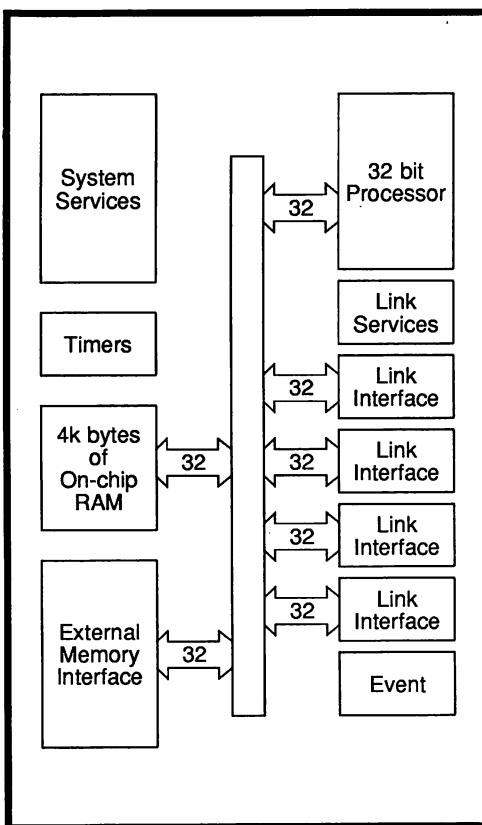 System
Services
Timers
4k bytes
of
On-chip
RAM
32
External
Memory
Interface
32
32
32 bit
Processor
Link
Services
32
Link
Interface
32
Link
Interface
32
Link
Interface
32
Link
Interface
Event